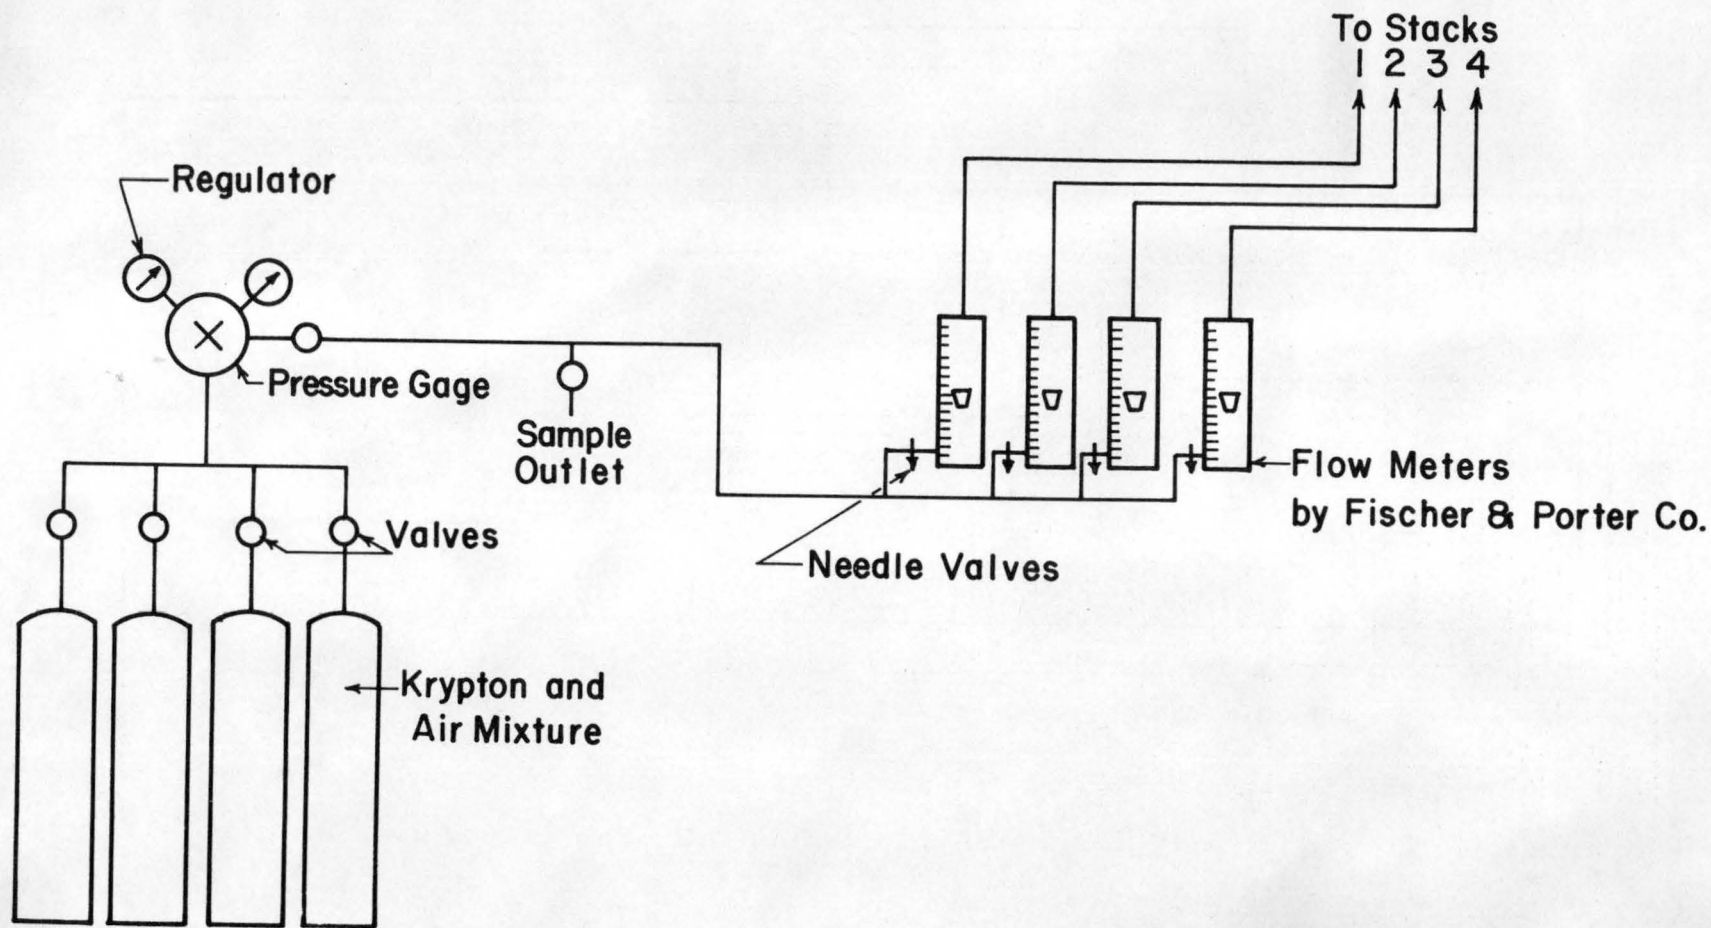 To Stacks
1 2 3 4
Regulator
Pressure Gage
Sample
Outlet
Valves
Flow Meters
by Fischer & Porter Co.
Needle Valves
Krypton and
Air Mixture